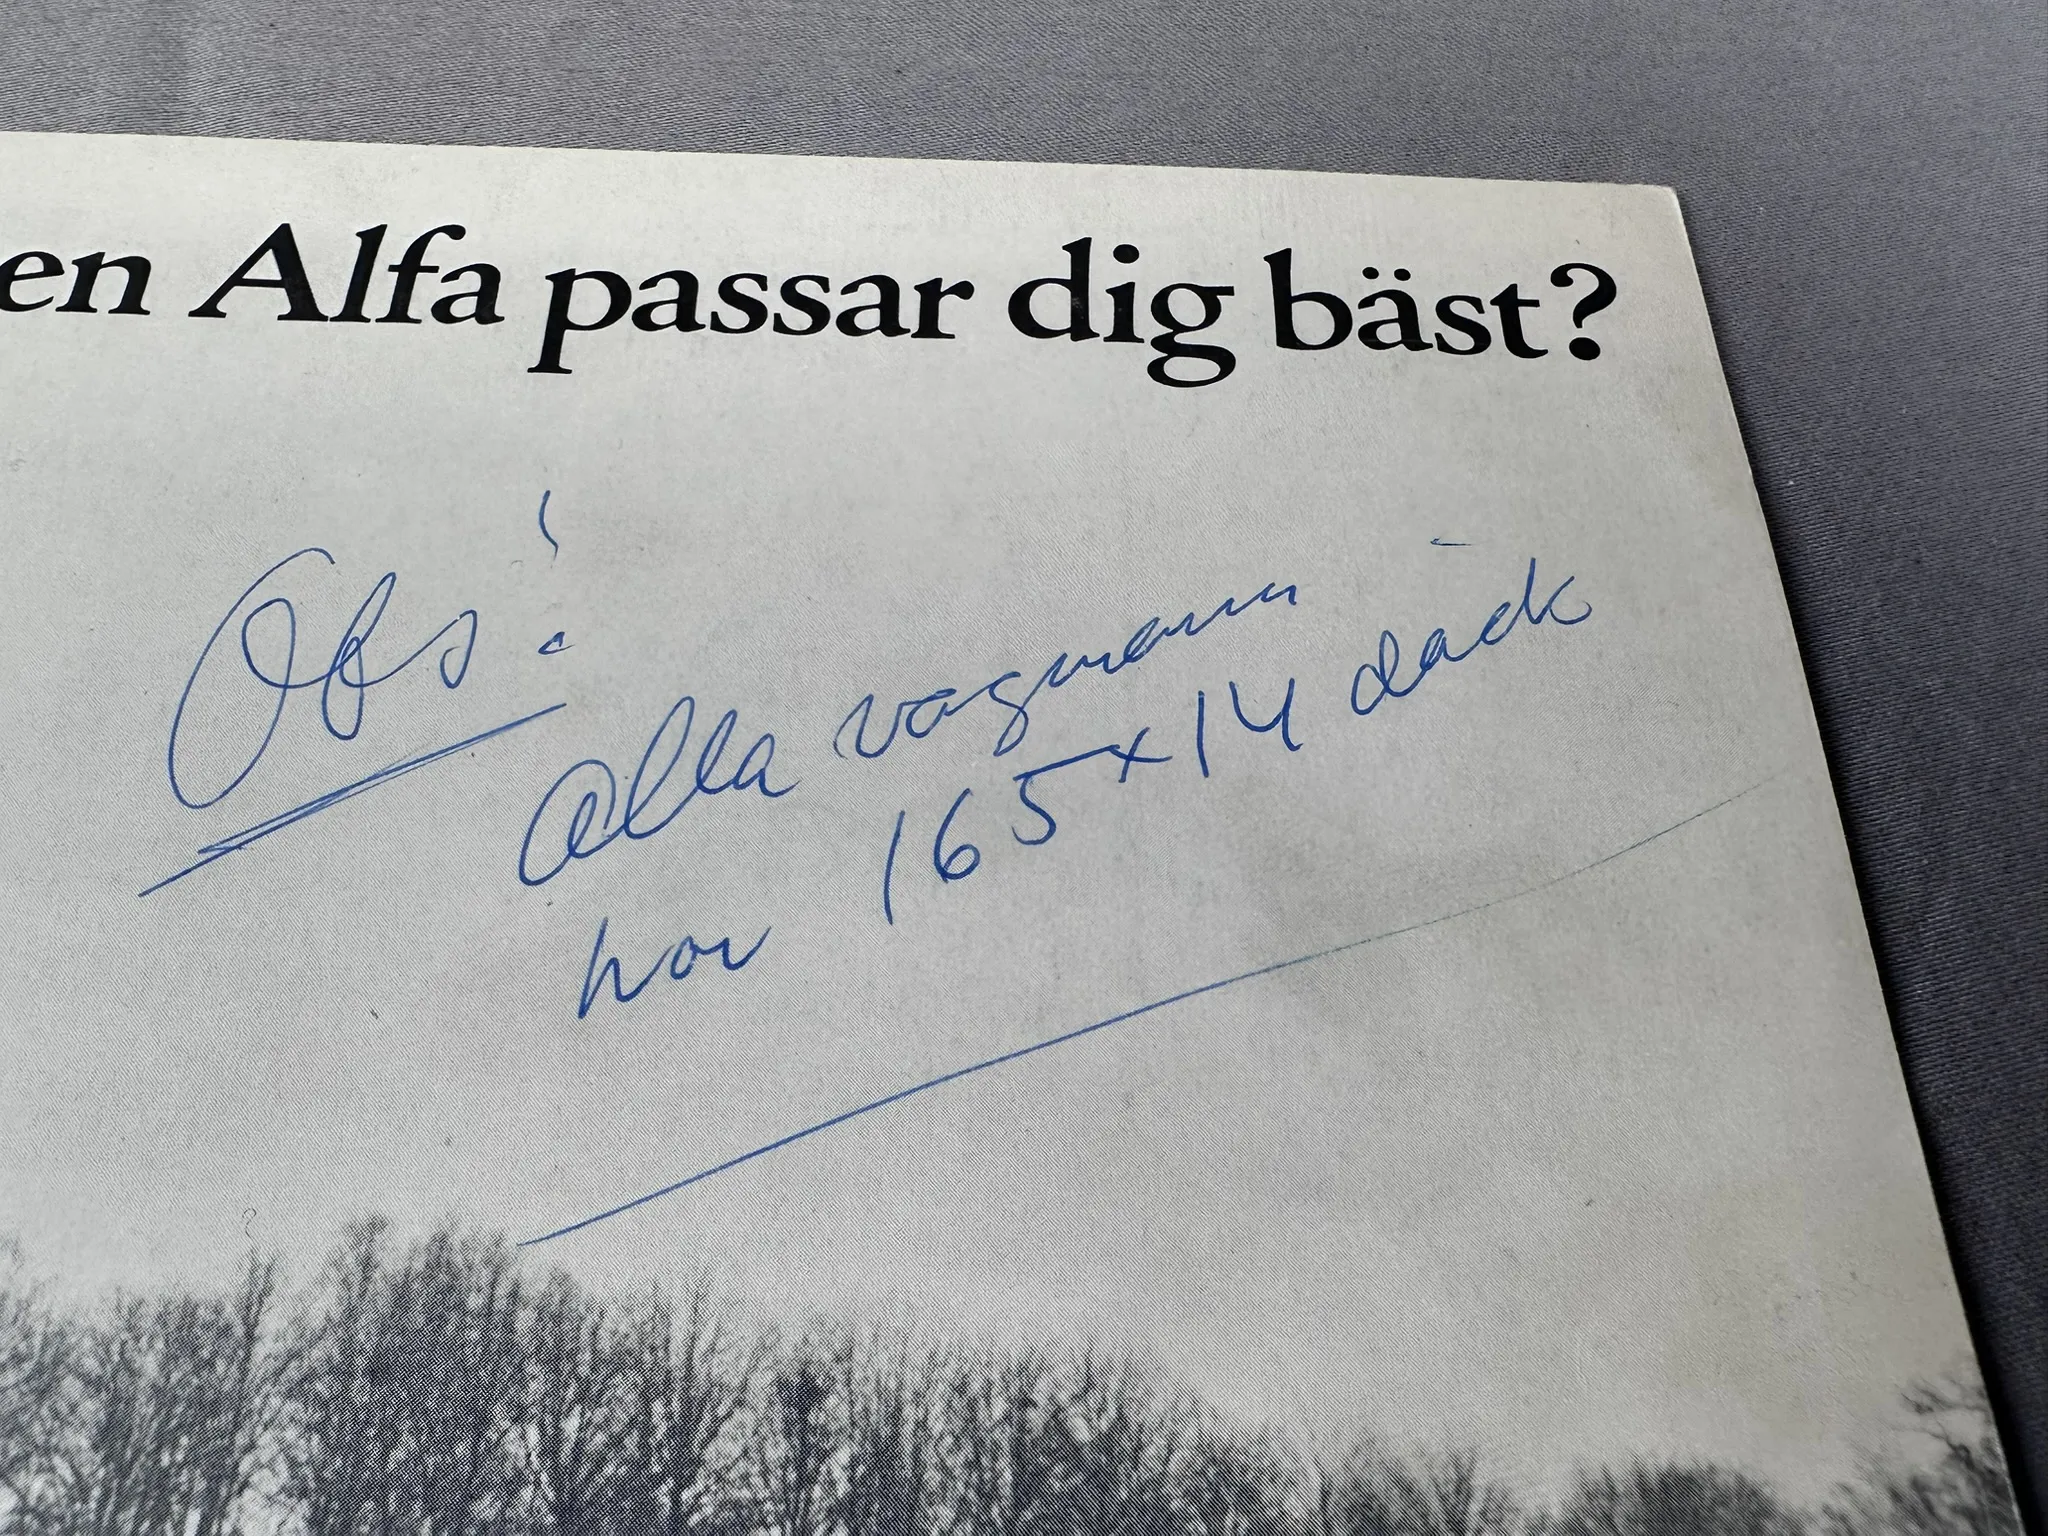 en Alfa passar dig bäst?
Obs!
Alla vagnarna
har 165x14 däck